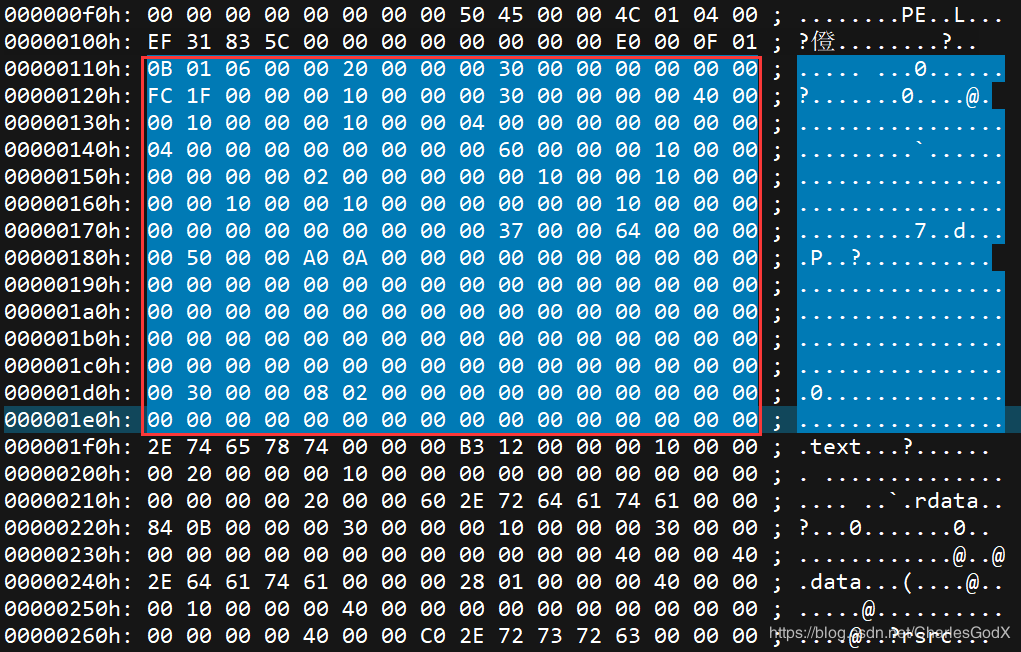 000000f0h: 00 00 00 00 00 00 00 00 50 45 00 00 4C 01 04 00 ; ........PE..L...
00000100h: EF 31 83 5C 00 00 00 00 00 00 00 00 E0 00 0F 01 ; ?僜........?..
00000110h: 0B 01 06 00 00 20 00 00 00 30 00 00 00 00 00 00 ; ..... ...0......
00000120h: FC 1F 00 00 00 10 00 00 00 30 00 00 00 00 40 00 ; ?.......0....@.
00000130h: 00 10 00 00 00 10 00 00 04 00 00 00 00 00 00 00 ; ................
00000140h: 04 00 00 00 00 00 00 00 00 60 00 00 00 10 00 00 ; .........`......
00000150h: 00 00 00 00 02 00 00 00 00 00 10 00 00 10 00 00 ; ................
00000160h: 00 00 10 00 00 10 00 00 00 00 00 00 10 00 00 00 ; ................
00000170h: 00 00 00 00 00 00 00 00 00 37 00 00 64 00 00 00 ; .........7..d...
00000180h: 00 50 00 00 A0 0A 00 00 00 00 00 00 00 00 00 00 ; .P..?..........
00000190h: 00 00 00 00 00 00 00 00 00 00 00 00 00 00 00 00 ; ................
000001a0h: 00 00 00 00 00 00 00 00 00 00 00 00 00 00 00 00 ; ................
000001b0h: 00 00 00 00 00 00 00 00 00 00 00 00 00 00 00 00 ; ................
000001c0h: 00 00 00 00 00 00 00 00 00 00 00 00 00 00 00 00 ; ................
000001d0h: 00 30 00 00 08 02 00 00 00 00 00 00 00 00 00 00 ; .0..............
000001e0h: 00 00 00 00 00 00 00 00 00 00 00 00 00 00 00 00 ; ................
000001f0h: 2E 74 65 78 74 00 00 00 B3 12 00 00 00 10 00 00 ; .text...?......
00000200h: 00 20 00 00 00 10 00 00 00 00 00 00 00 00 00 00 ; . ..............
00000210h: 00 00 00 00 20 00 00 60 2E 72 64 61 74 61 00 00 ; .... ..`.rdata..
00000220h: 84 0B 00 00 00 30 00 00 00 10 00 00 00 30 00 00 ; ?...0.......0..
00000230h: 00 00 00 00 00 00 00 00 00 00 00 00 40 00 00 40 ; ............@..@
00000240h: 2E 64 61 74 61 00 00 00 28 01 00 00 00 40 00 00 ; .data...(....@..
00000250h: 00 10 00 00 00 40 00 00 00 00 00 00 00 00 00 00 ; .....@..........
00000260h: 00 00 00 00 40 00 00 C0 2E 72 73 72 63 00 00 00 ; ....@..?rsrc...
https://blog.csdn.net/CharlesGodX